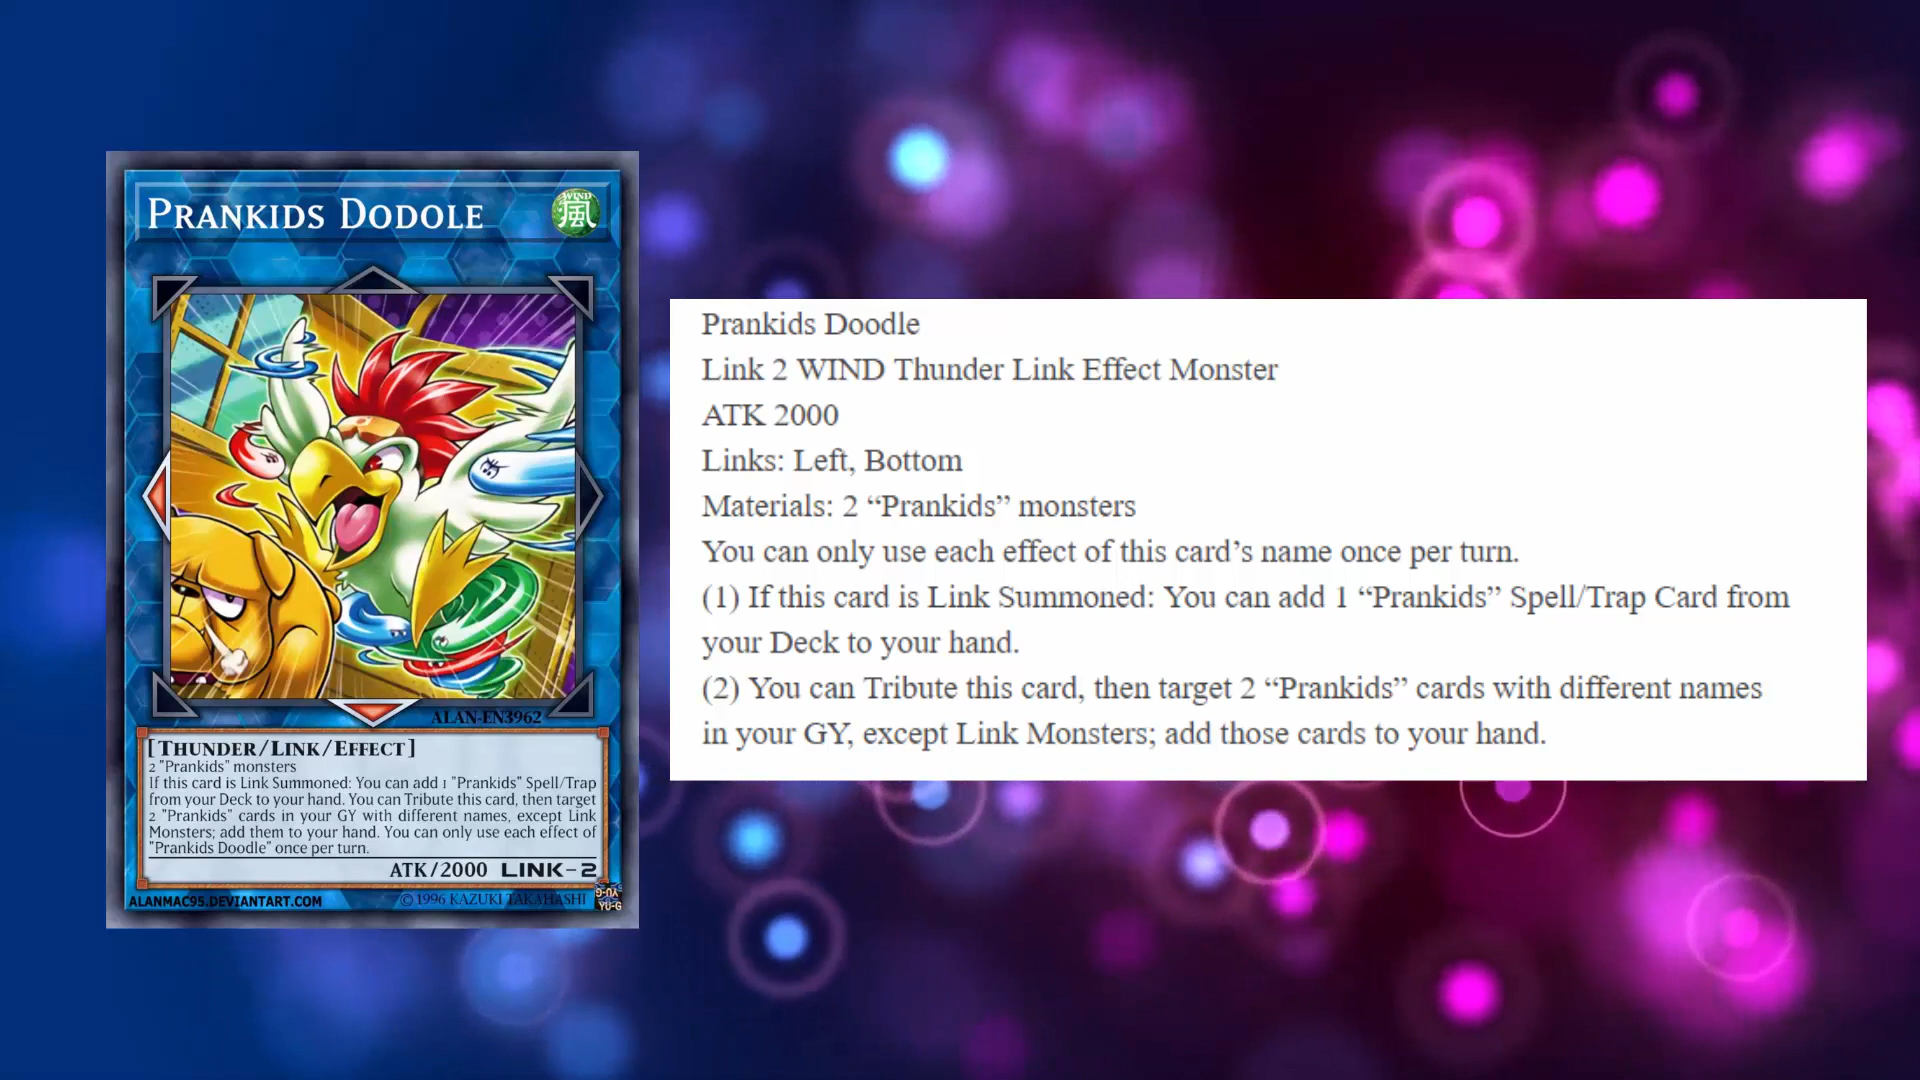 PRANKIDS DODOLE
WIND
風
ALAN-EN3962
[THUNDER/LINK/EFFECT]
2 "Prankids" monsters
If this card is Link Summoned: You can add 1 "Prankids" Spell/Trap
from your Deck to your hand. You can Tribute this card, then target
2 "Prankids" cards in your GY with different names, except Link
Monsters; add them to your hand. You can only use each effect of
"Prankids Doodle" once per turn.
ATK/2000 LINK-2
ALANMAC95.DEVIANTART.COM
©1996 KAZUKI TAKAHASHI
Prankids Doodle
Link 2 WIND Thunder Link Effect Monster
ATK 2000
Links: Left, Bottom
Materials: 2 “Prankids” monsters
You can only use each effect of this card’s name once per turn.
(1) If this card is Link Summoned: You can add 1 “Prankids” Spell/Trap Card from
your Deck to your hand.
(2) You can Tribute this card, then target 2 “Prankids” cards with different names
in your GY, except Link Monsters; add those cards to your hand.